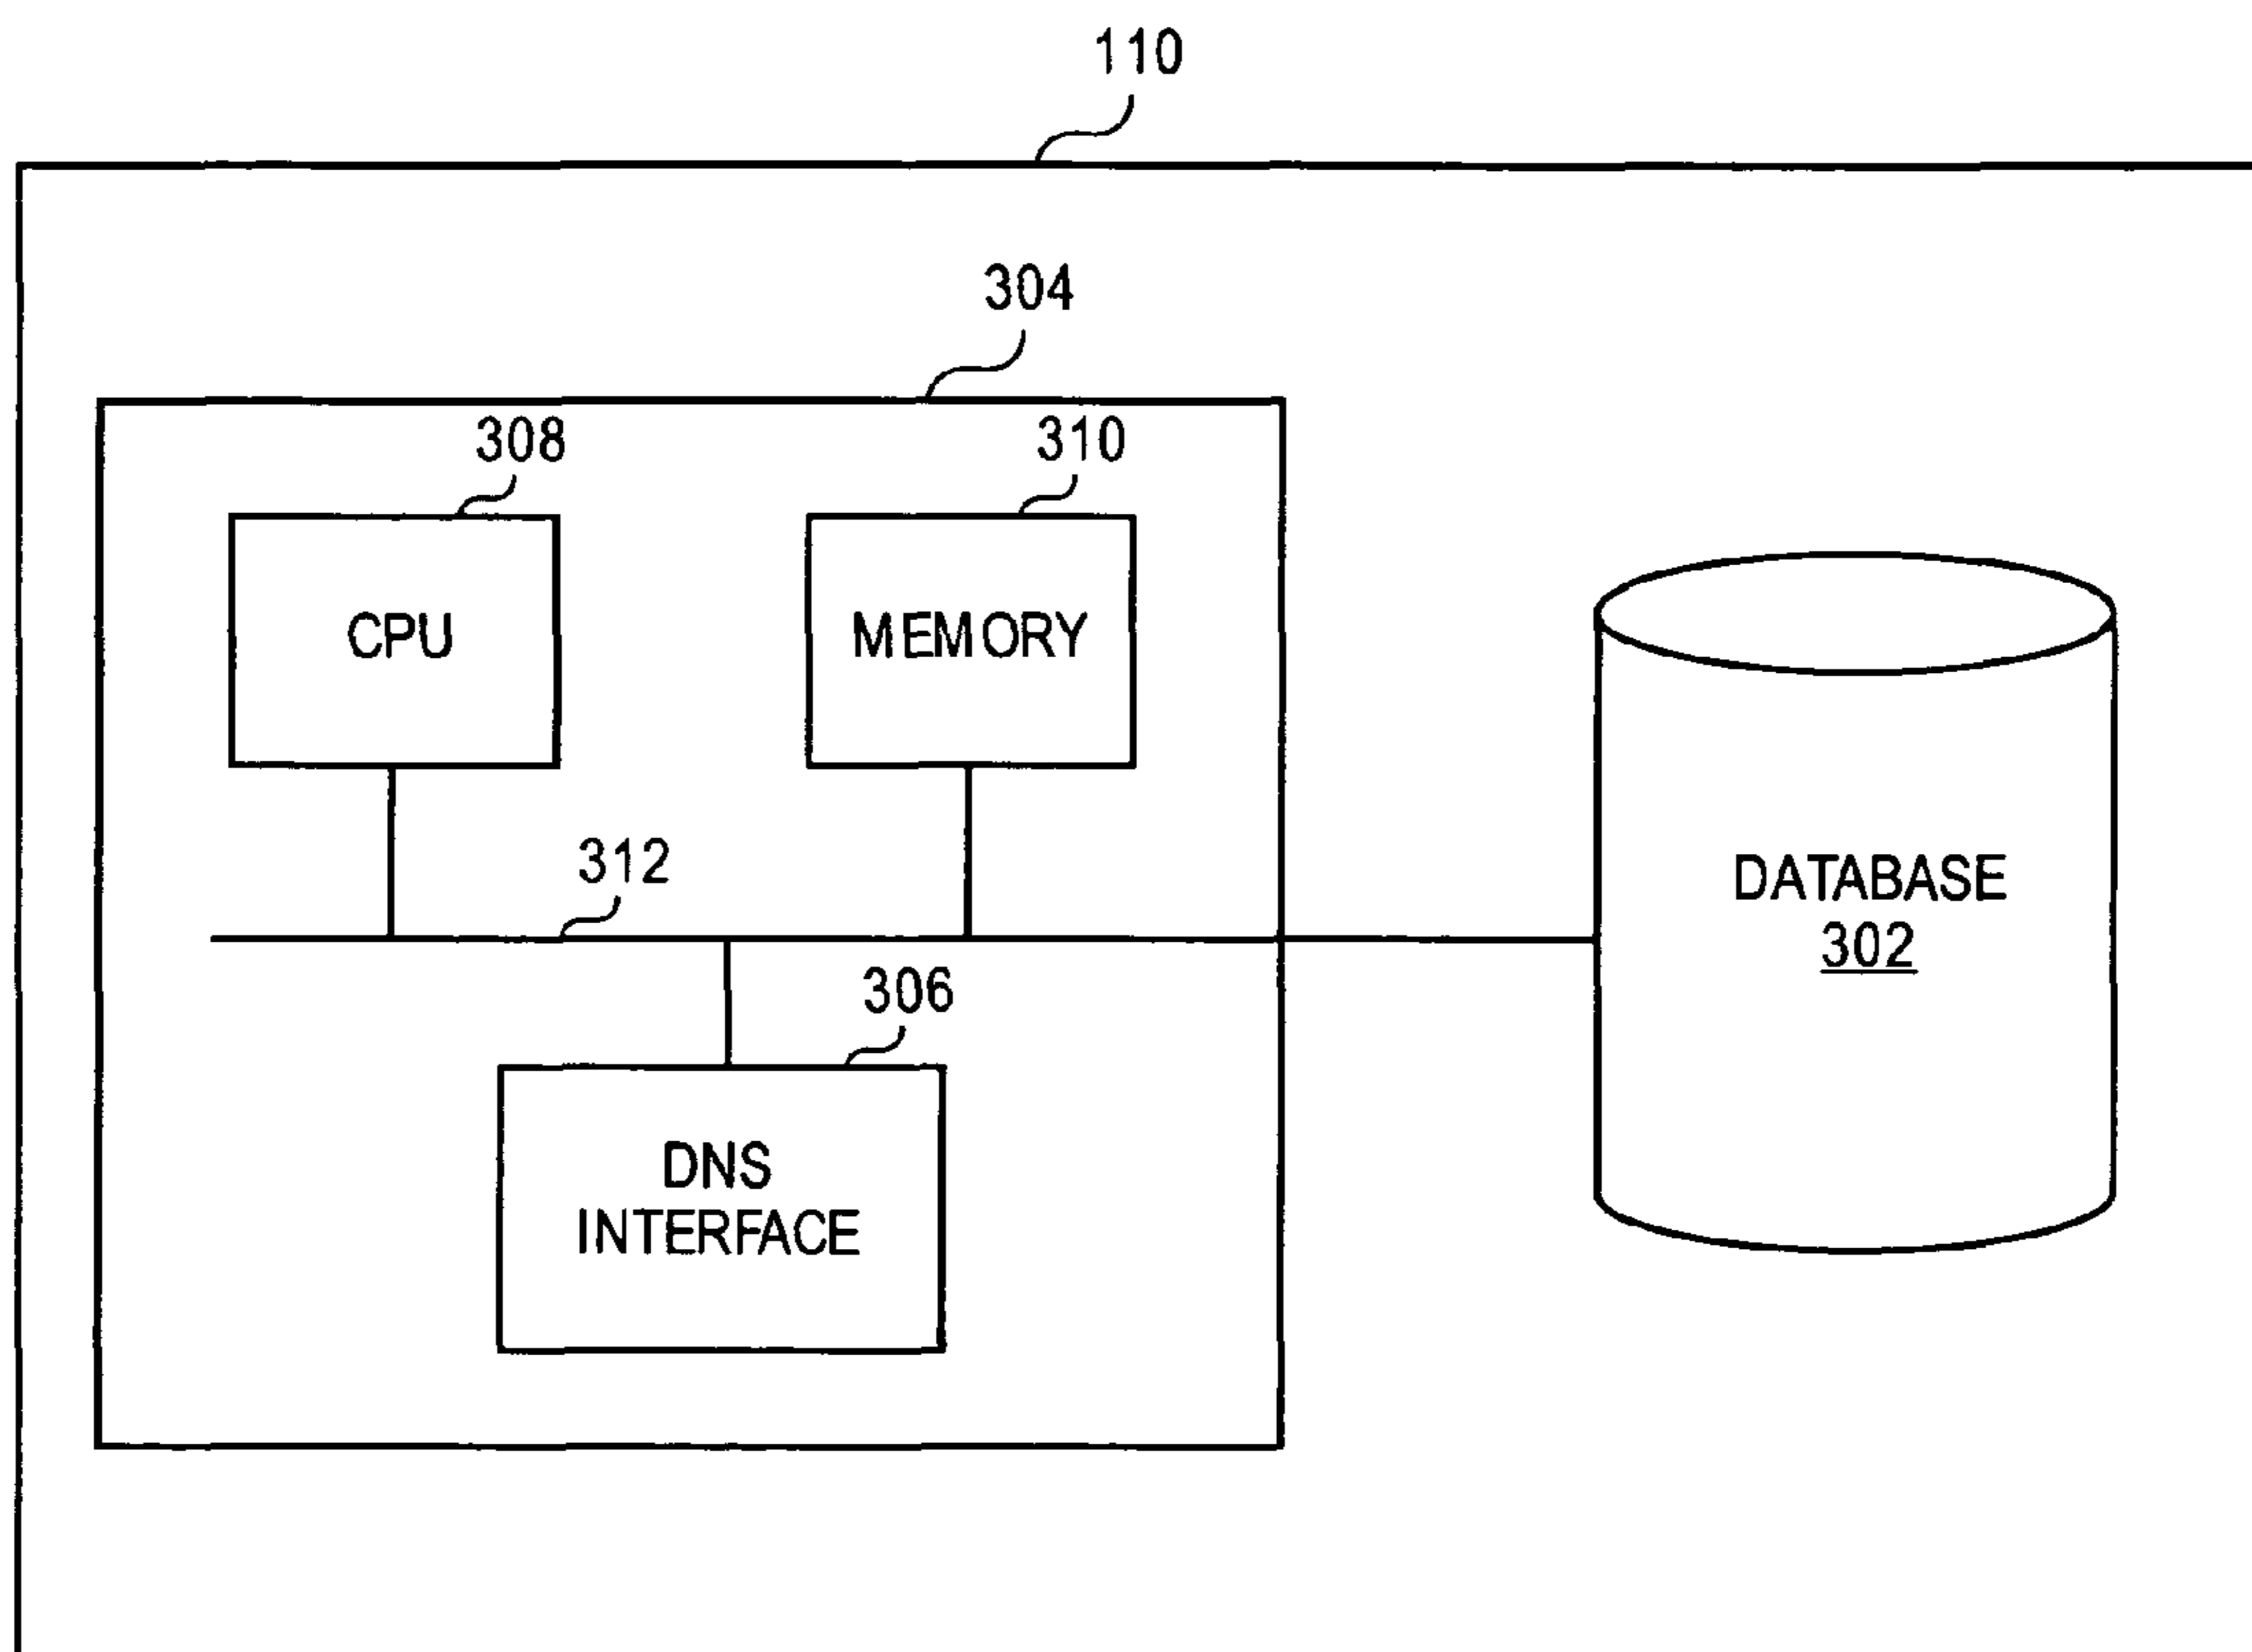 110
304
308
310
CPU
MEMORY
312
DATABASE
302
306
DNS
INTERFACE